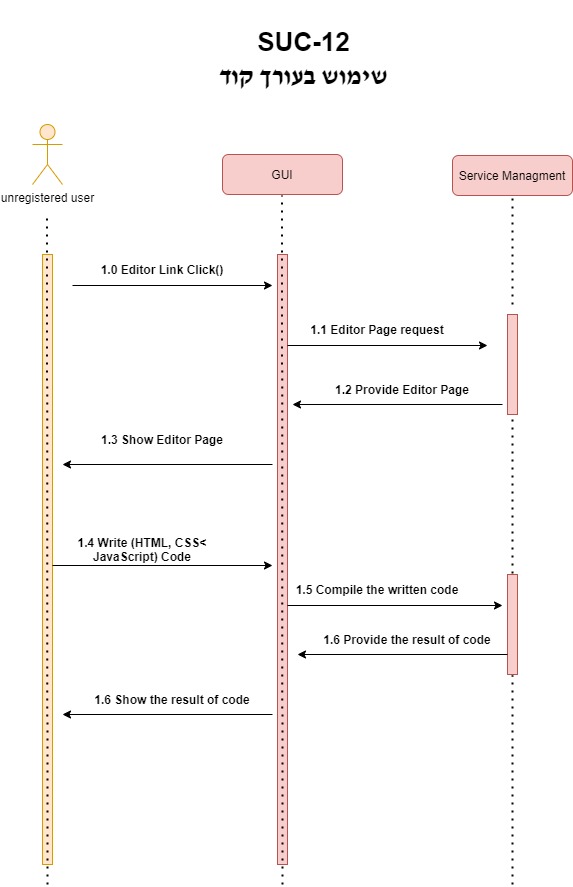 SUC-12
שימוש בעורך קוד
unregistered user
GUI
Service Managment
1.0 Editor Link Click()
1.1 Editor Page request
1.2 Provide Editor Page
1.3 Show Editor Page
1.4 Write (HTML, CSS<
JavaScript) Code
1.5 Compile the written code
1.6 Provide the result of code
1.6 Show the result of code